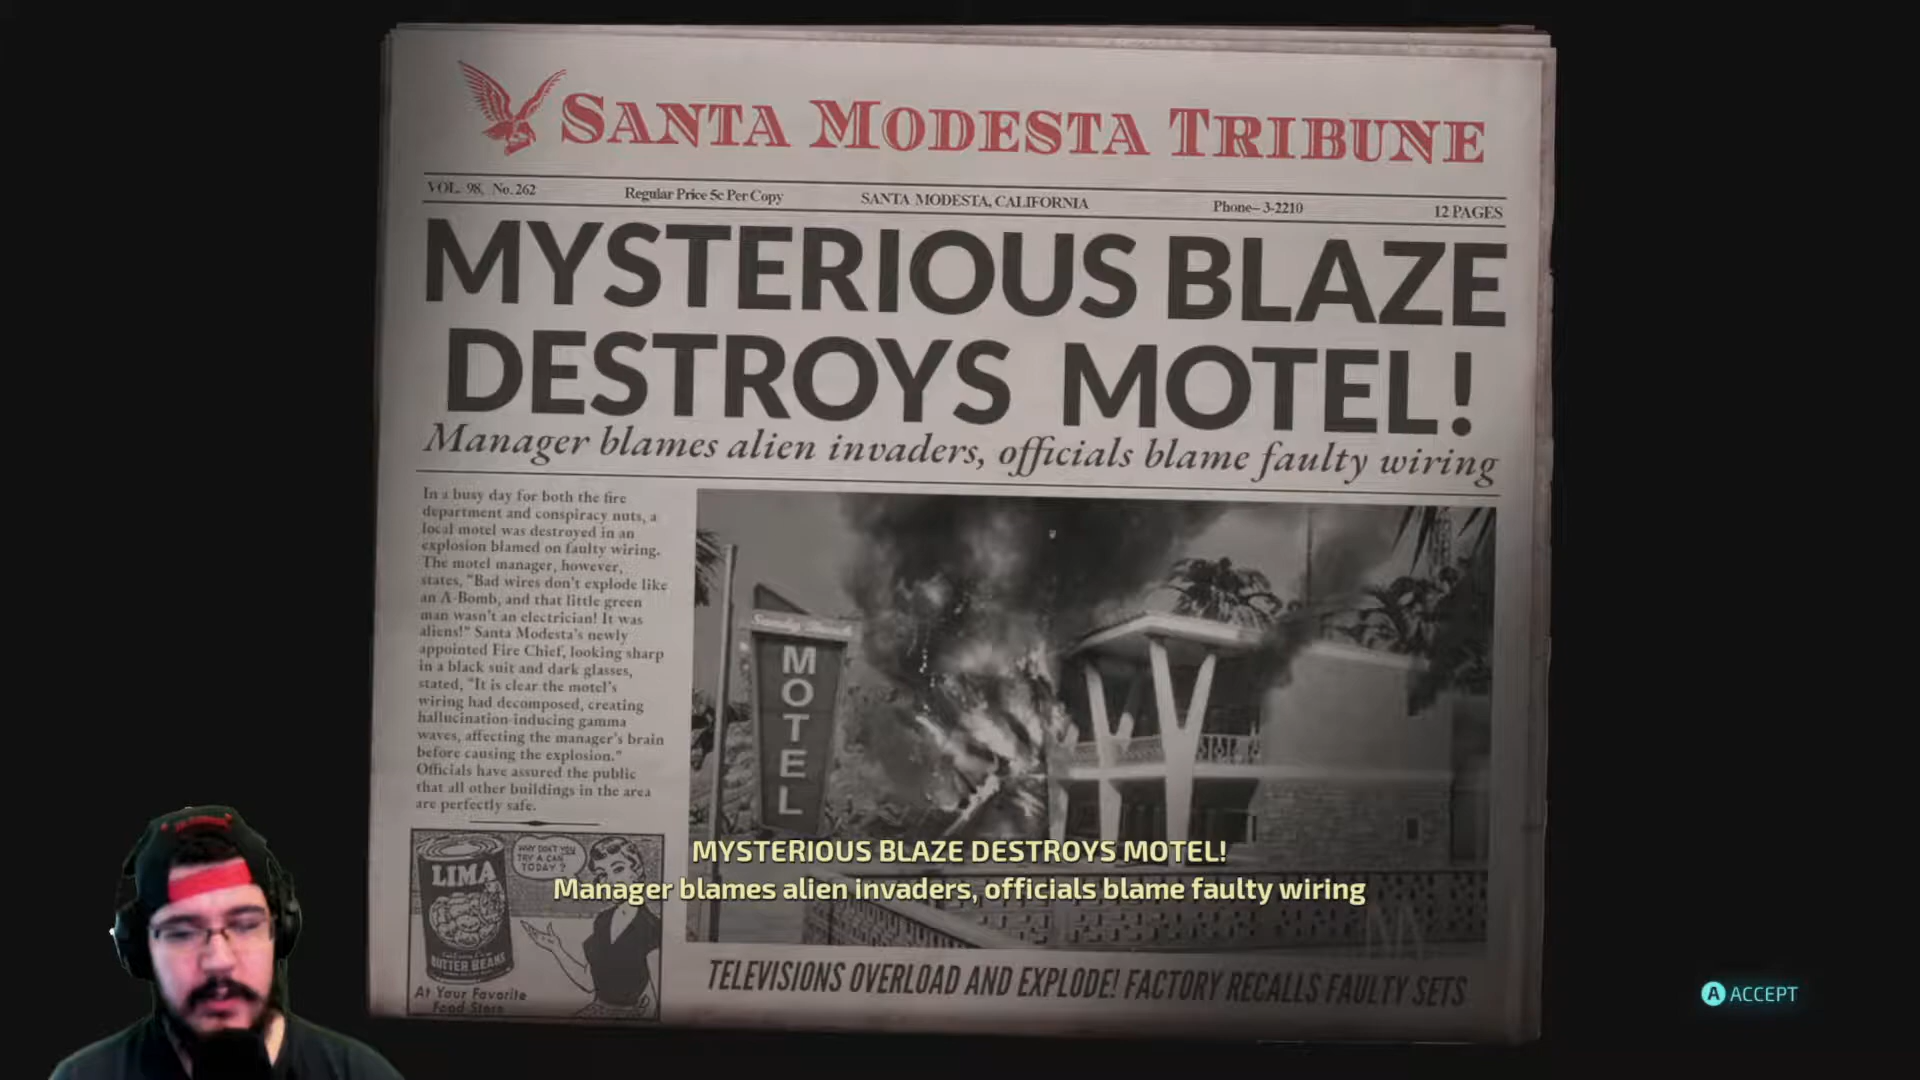 SANTA MODESTA TRIBUNE
VOL. 98, No. 262 Regular Price 5c Per Copy SANTA MODESTA, CALIFORNIA Phone– 3-2210 12 PAGES
MYSTERIOUS BLAZE
DESTROYS MOTEL!
Manager blames alien invaders, officials blame faulty wiring
In a busy day for both the fire
department and conspiracy nuts, a
local motel was destroyed in an
explosion blamed on faulty wiring.
The motel manager, however,
states, "Bad wires don't explode like
an A-Bomb, and that little green
man wasn't an electrician! It was
aliens!" Santa Modesta's newly
appointed Fire Chief, looking sharp
in a black suit and dark glasses,
stated, "It is clear the motel's
wiring had decomposed, creating
hallucination-inducing gamma
waves, affecting the manager's brain
before causing the explosion."
Officials have assured the public
that all other buildings in the area
are perfectly safe.
MOTEL
LIMA
BUTTER BEANS
WHY DON'T YOU
TRY A CAN
TODAY?
At Your Favorite
Food Store
MYSTERIOUS BLAZE DESTROYS MOTEL!
Manager blames alien invaders, officials blame faulty wiring
TELEVISIONS OVERLOAD AND EXPLODE! FACTORY RECALLS FAULTY SETS
A ACCEPT